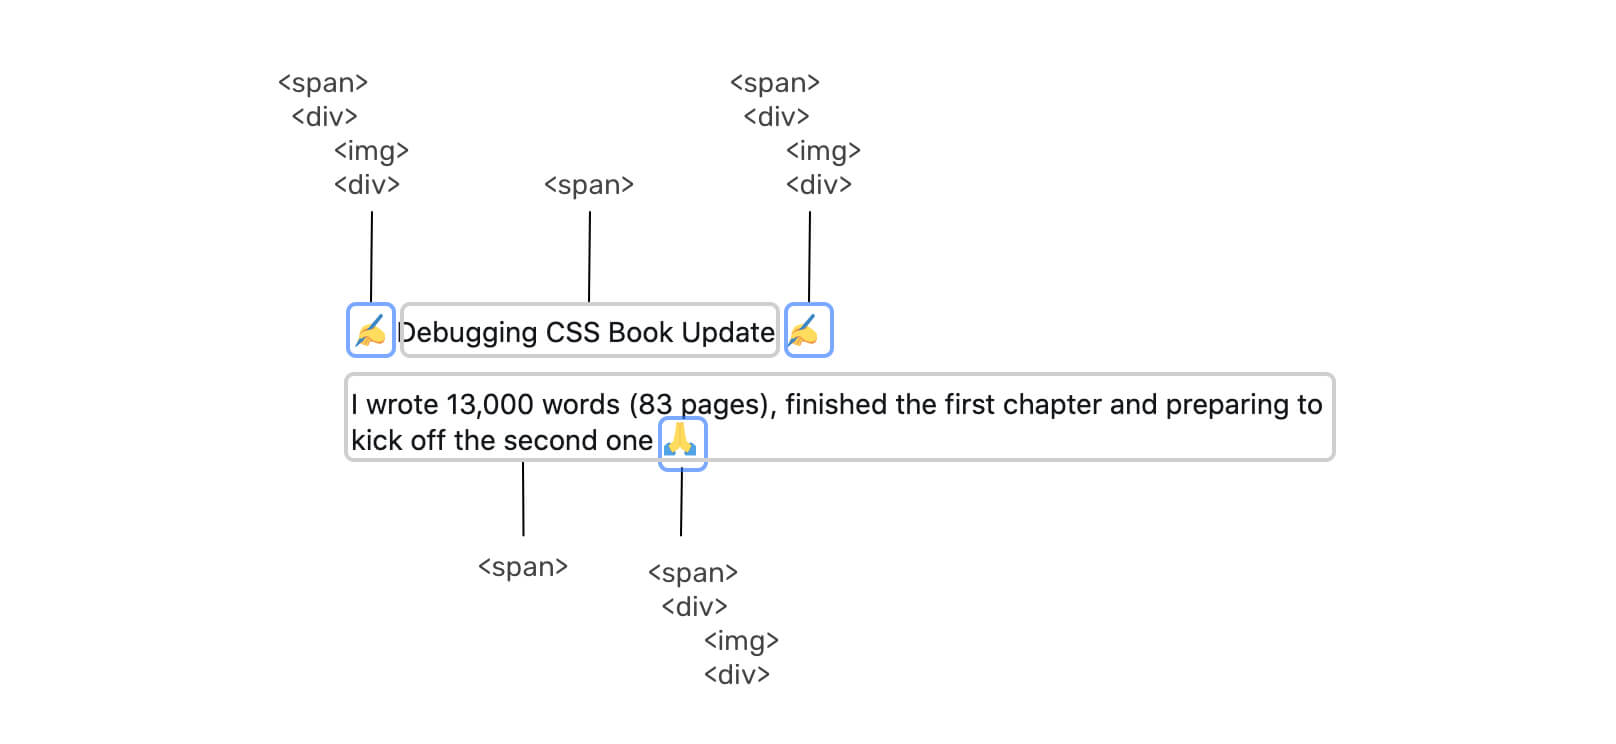 <span>
<div>
<img>
<div>
<span>
<span>
<div>
<img>
<div>
✍️ Debugging CSS Book Update ✍️
I wrote 13,000 words (83 pages), finished the first chapter and preparing to
kick off the second one 🙏
<span>
<span>
<div>
<img>
<div>